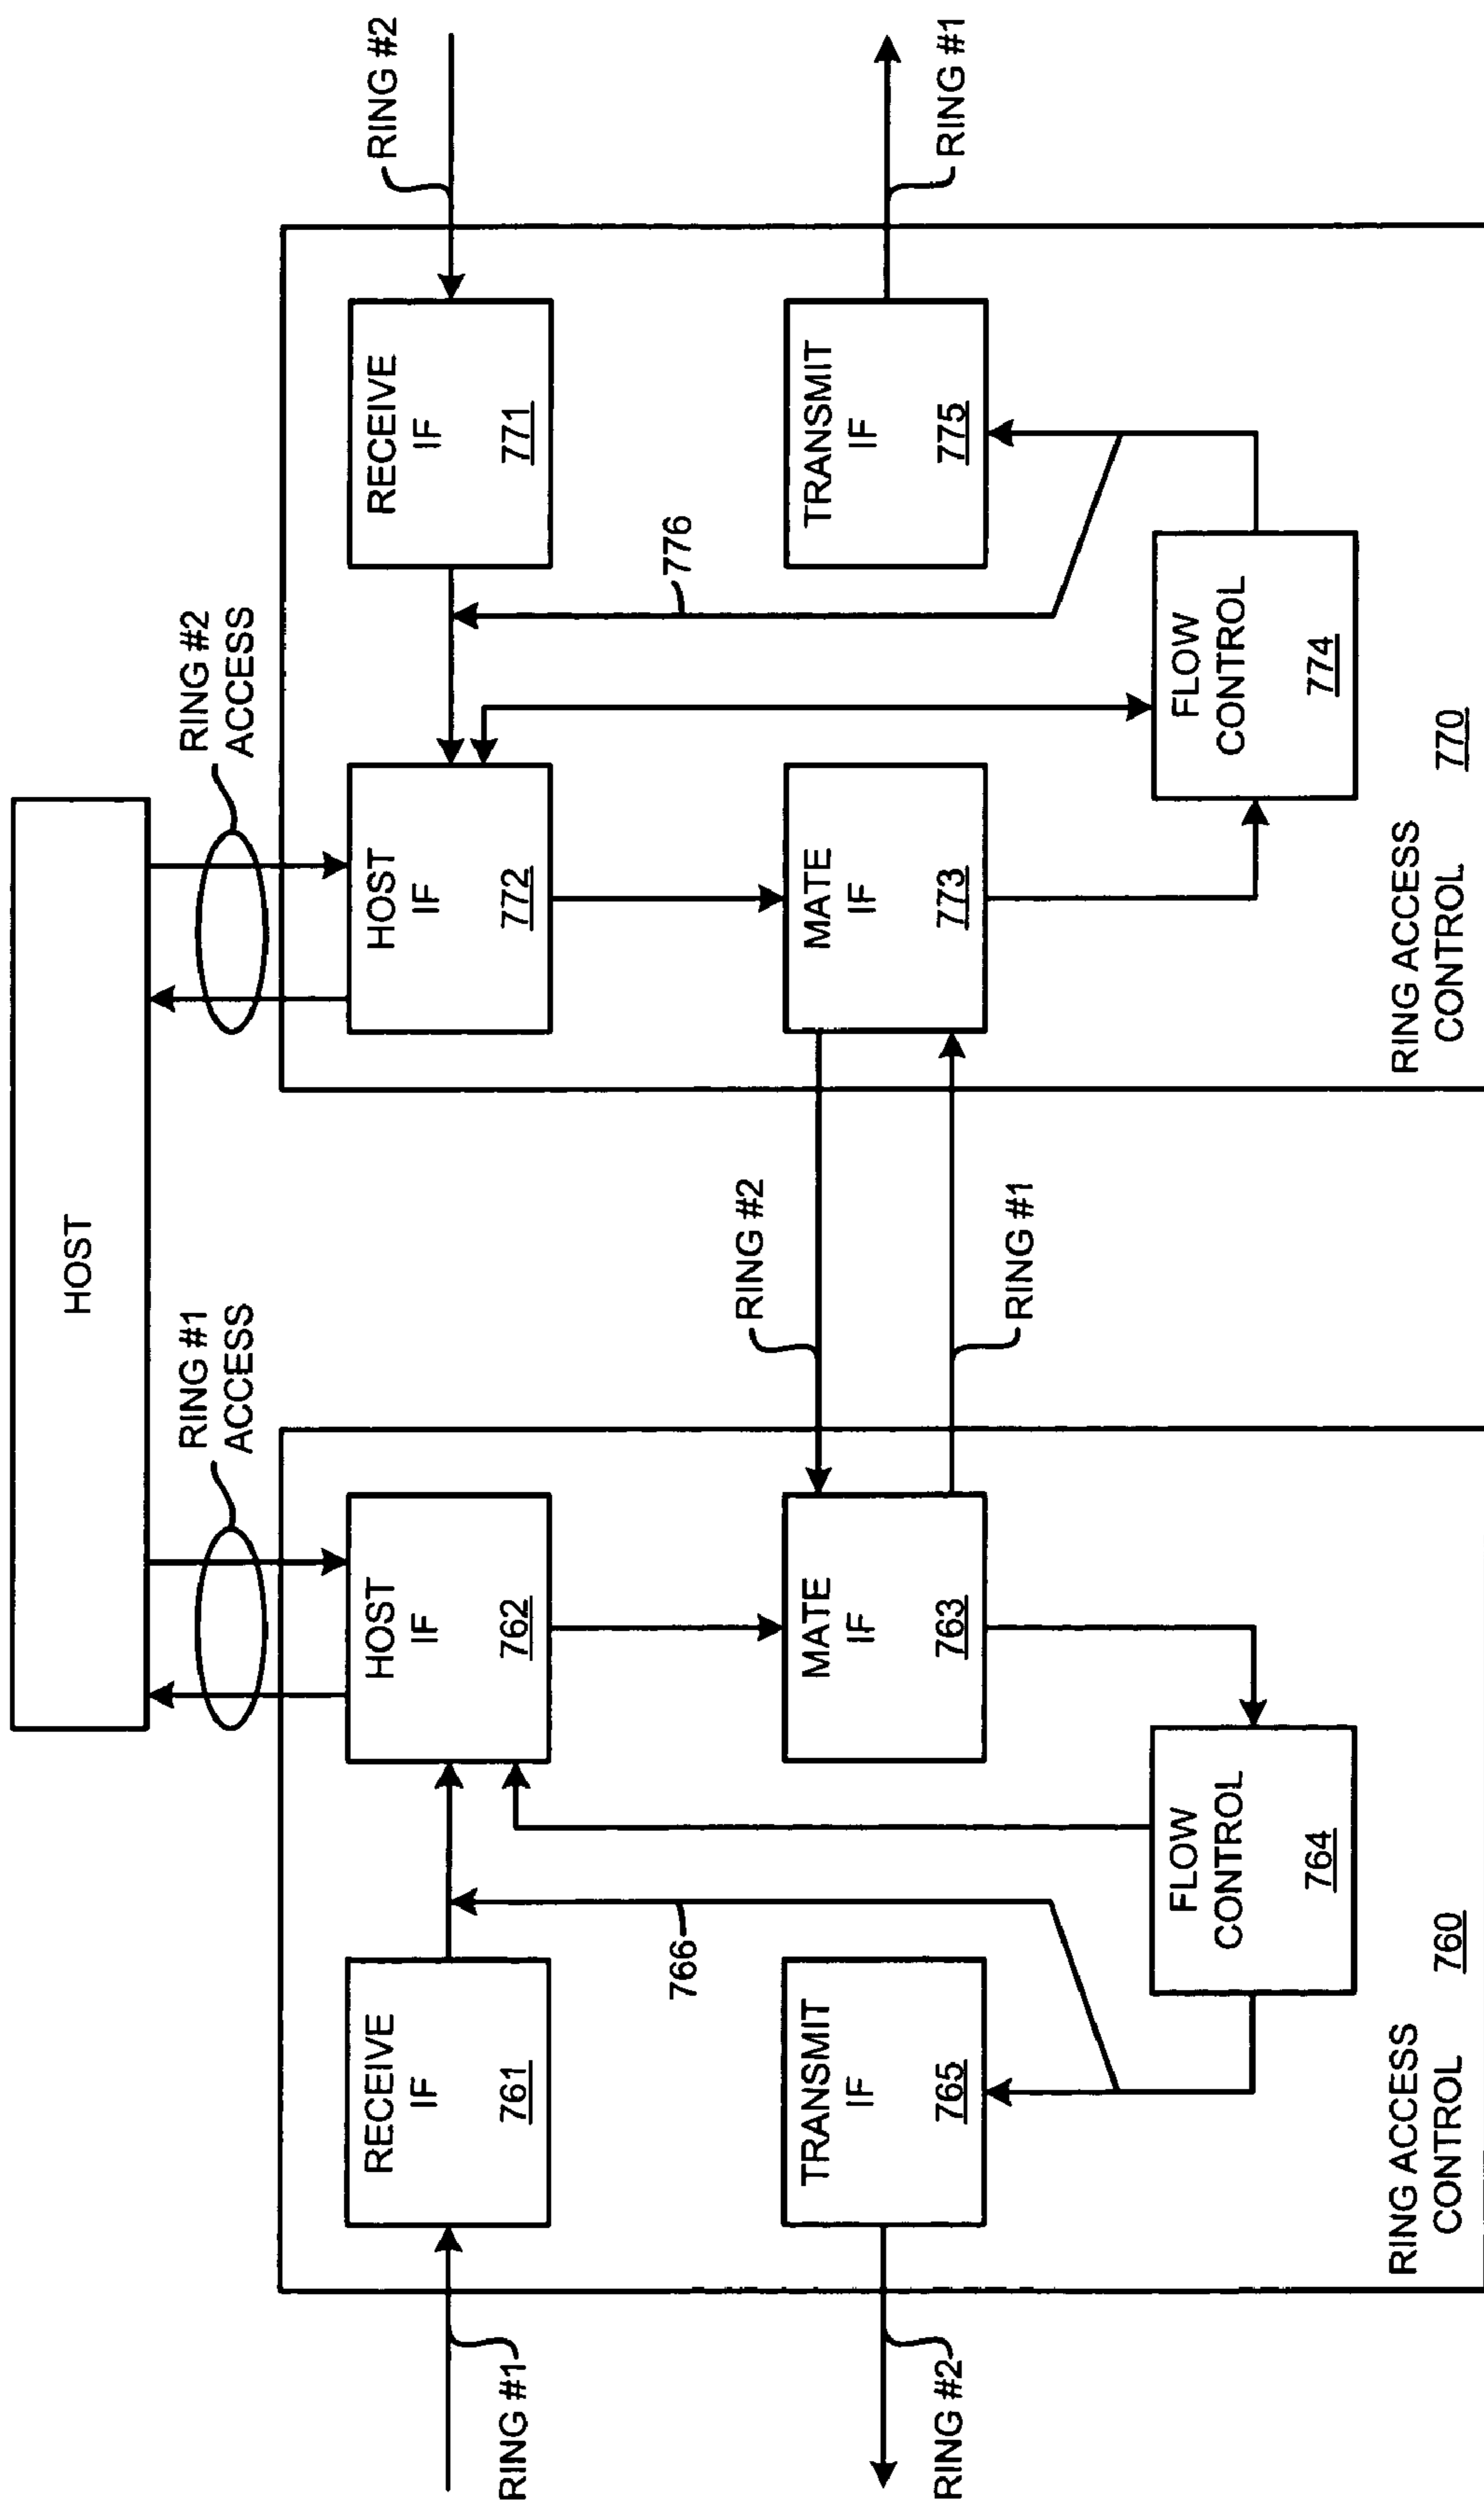 HOST
RING #1
ACCESS
RING #2
ACCESS
RING #1
RECEIVE
IF
761
HOST
IF
762
HOST
IF
772
RECEIVE
IF
771
RING #2
766
776
RING #2
TRANSMIT
IF
765
MATE
IF
763
RING #2
RING #1
MATE
IF
773
TRANSMIT
IF
775
RING #1
FLOW
CONTROL
764
FLOW
CONTROL
774
RING ACCESS
CONTROL
760
RING ACCESS
CONTROL
770